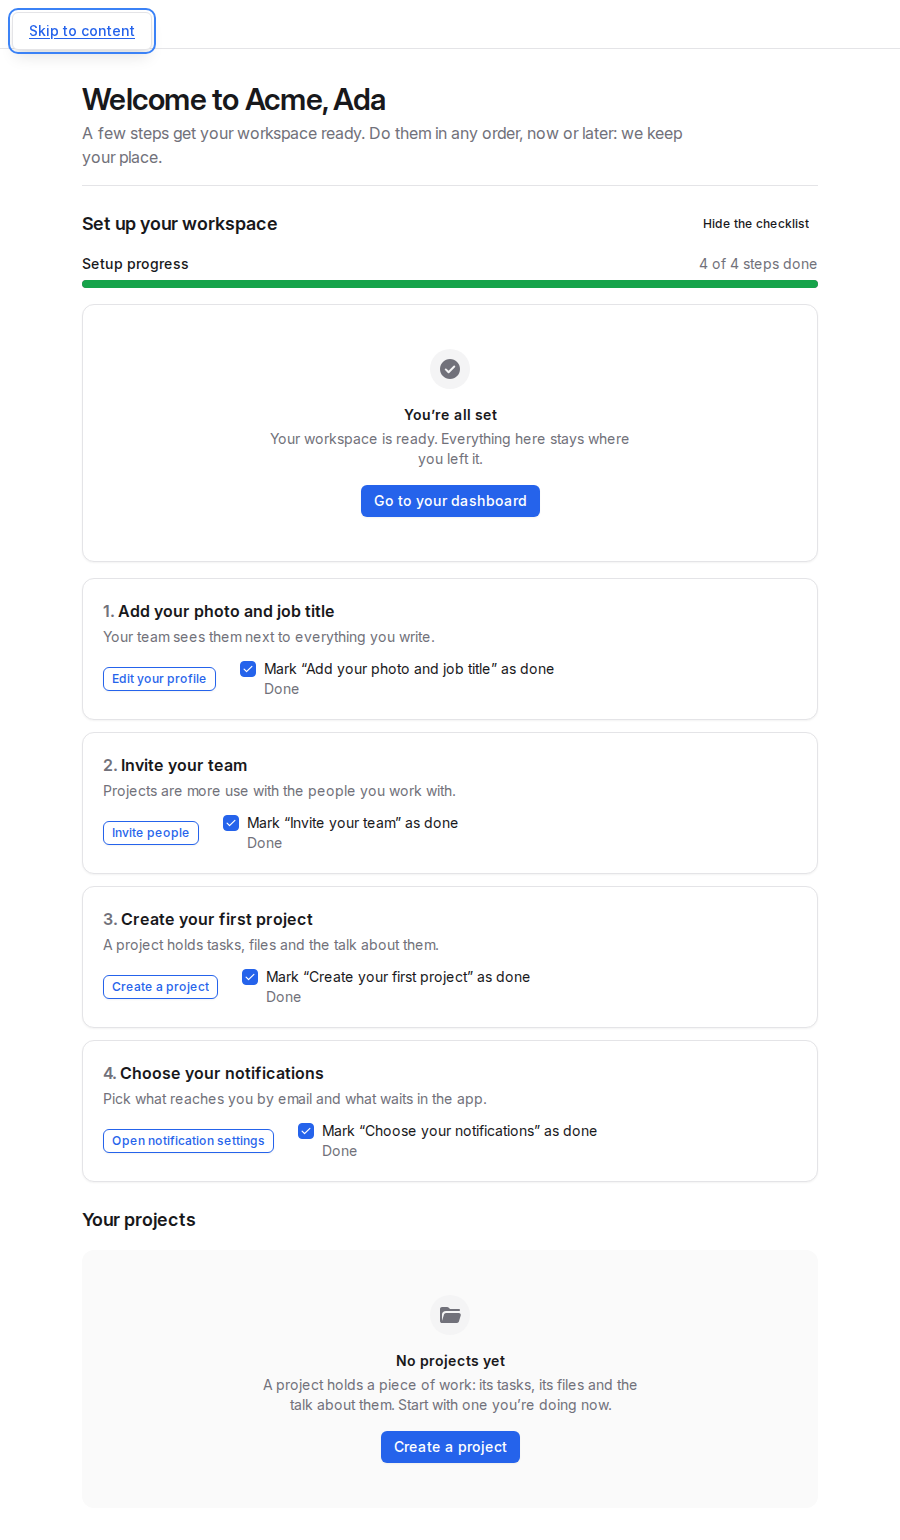 Skip to content
Welcome to Acme, Ada
A few steps get your workspace ready. Do them in any order, now or later: we keep
your place.
Set up your workspace
Hide the checklist
Setup progress
4 of 4 steps done
You’re all set
Your workspace is ready. Everything here stays where
you left it.
Go to your dashboard
1. Add your photo and job title
Your team sees them next to everything you write.
Edit your profile
Mark “Add your photo and job title” as done
Done
2. Invite your team
Projects are more use with the people you work with.
Invite people
Mark “Invite your team” as done
Done
3. Create your first project
A project holds tasks, files and the talk about them.
Create a project
Mark “Create your first project” as done
Done
4. Choose your notifications
Pick what reaches you by email and what waits in the app.
Open notification settings
Mark “Choose your notifications” as done
Done
Your projects
No projects yet
A project holds a piece of work: its tasks, its files and the
talk about them. Start with one you’re doing now.
Create a project